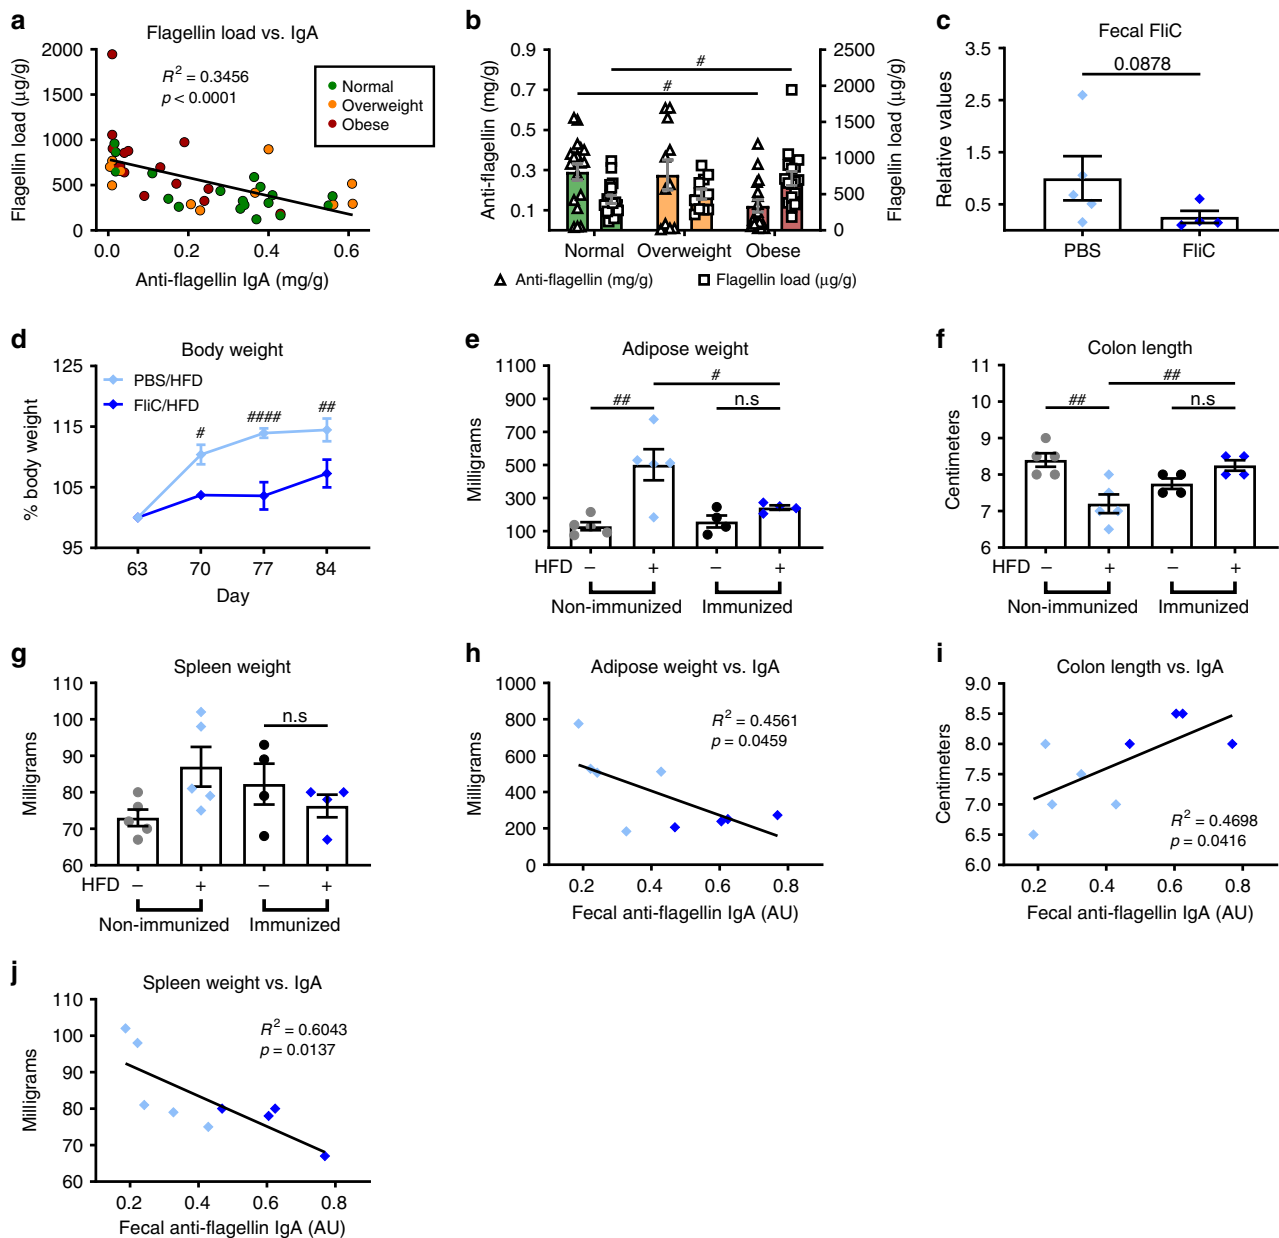 a
Flagellin load vs. IgA
Flagellin load (μg/g)
2000
1500
1000
500
0
R2 = 0.3456
p < 0.0001
Normal
Overweight
Obese
0.0 0.2 0.4 0.6
Anti-flagellin IgA (mg/g)
b
Anti-flagellin (mg/g)
0.9
0.7
0.5
0.3
0.1
#
#
2500
2000
1500
1000
500
0
Flagellin load (μg/g)
Normal Overweight Obese
Anti-flagellin (mg/g) Flagellin load (μg/g)
c
Fecal FliC
Relative values
3.5
2.5
1.5
0.5
0.0878
PBS FliC
d
Body weight
% body weight
125
115
105
95
PBS/HFD
FliC/HFD
# #### ##
63 70 77 84
Day
e
Adipose weight
Milligrams
1100
900
700
500
300
100
#
## n.s
HFD − + − +
Non-immunized Immunized
f
Colon length
Centimeters
11
10
9
8
7
6
##
## n.s
HFD − + − +
Non-immunized Immunized
g
Spleen weight
Milligrams
110
100
90
80
70
60
n.s
HFD − + − +
Non-immunized Immunized
h
Adipose weight vs. IgA
Milligrams
1000
800
600
400
200
0
R2 = 0.4561
p = 0.0459
0.2 0.4 0.6 0.8
Fecal anti-flagellin IgA (AU)
i
Colon length vs. IgA
Centimeters
9.0
8.5
8.0
7.5
7.0
6.5
6.0
R2 = 0.4698
p = 0.0416
0.2 0.4 0.6 0.8
Fecal anti-flagellin IgA (AU)
j
Spleen weight vs. IgA
Milligrams
110
100
90
80
70
60
R2 = 0.6043
p = 0.0137
0.2 0.4 0.6 0.8
Fecal anti-flagellin IgA (AU)